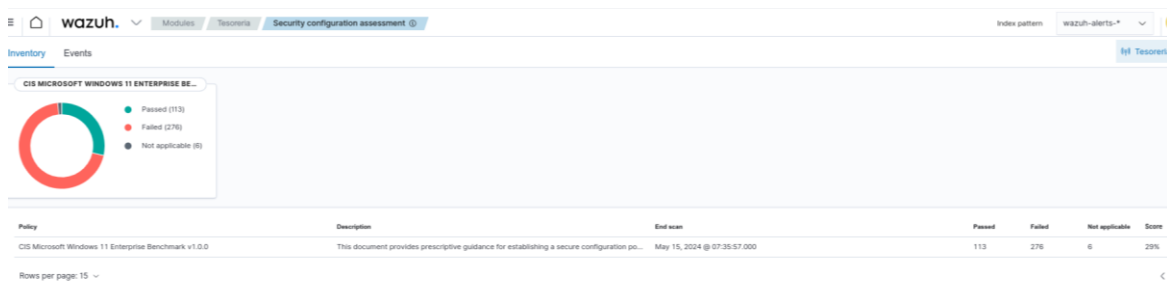 wazuh. Modules Tesoreria Security configuration assessment Index pattern wazuh-alerts-*
Inventory Events Tesoreria
CIS MICROSOFT WINDOWS 11 ENTERPRISE BE...
Passed (113)
Failed (276)
Not applicable (6)
Policy Description End scan Passed Failed Not applicable Score
CIS Microsoft Windows 11 Enterprise Benchmark v1.0.0 This document provides prescriptive guidance for establishing a secure configuration po... May 15, 2024 @ 07:35:57.000 113 276 6 29%
Rows per page: 15